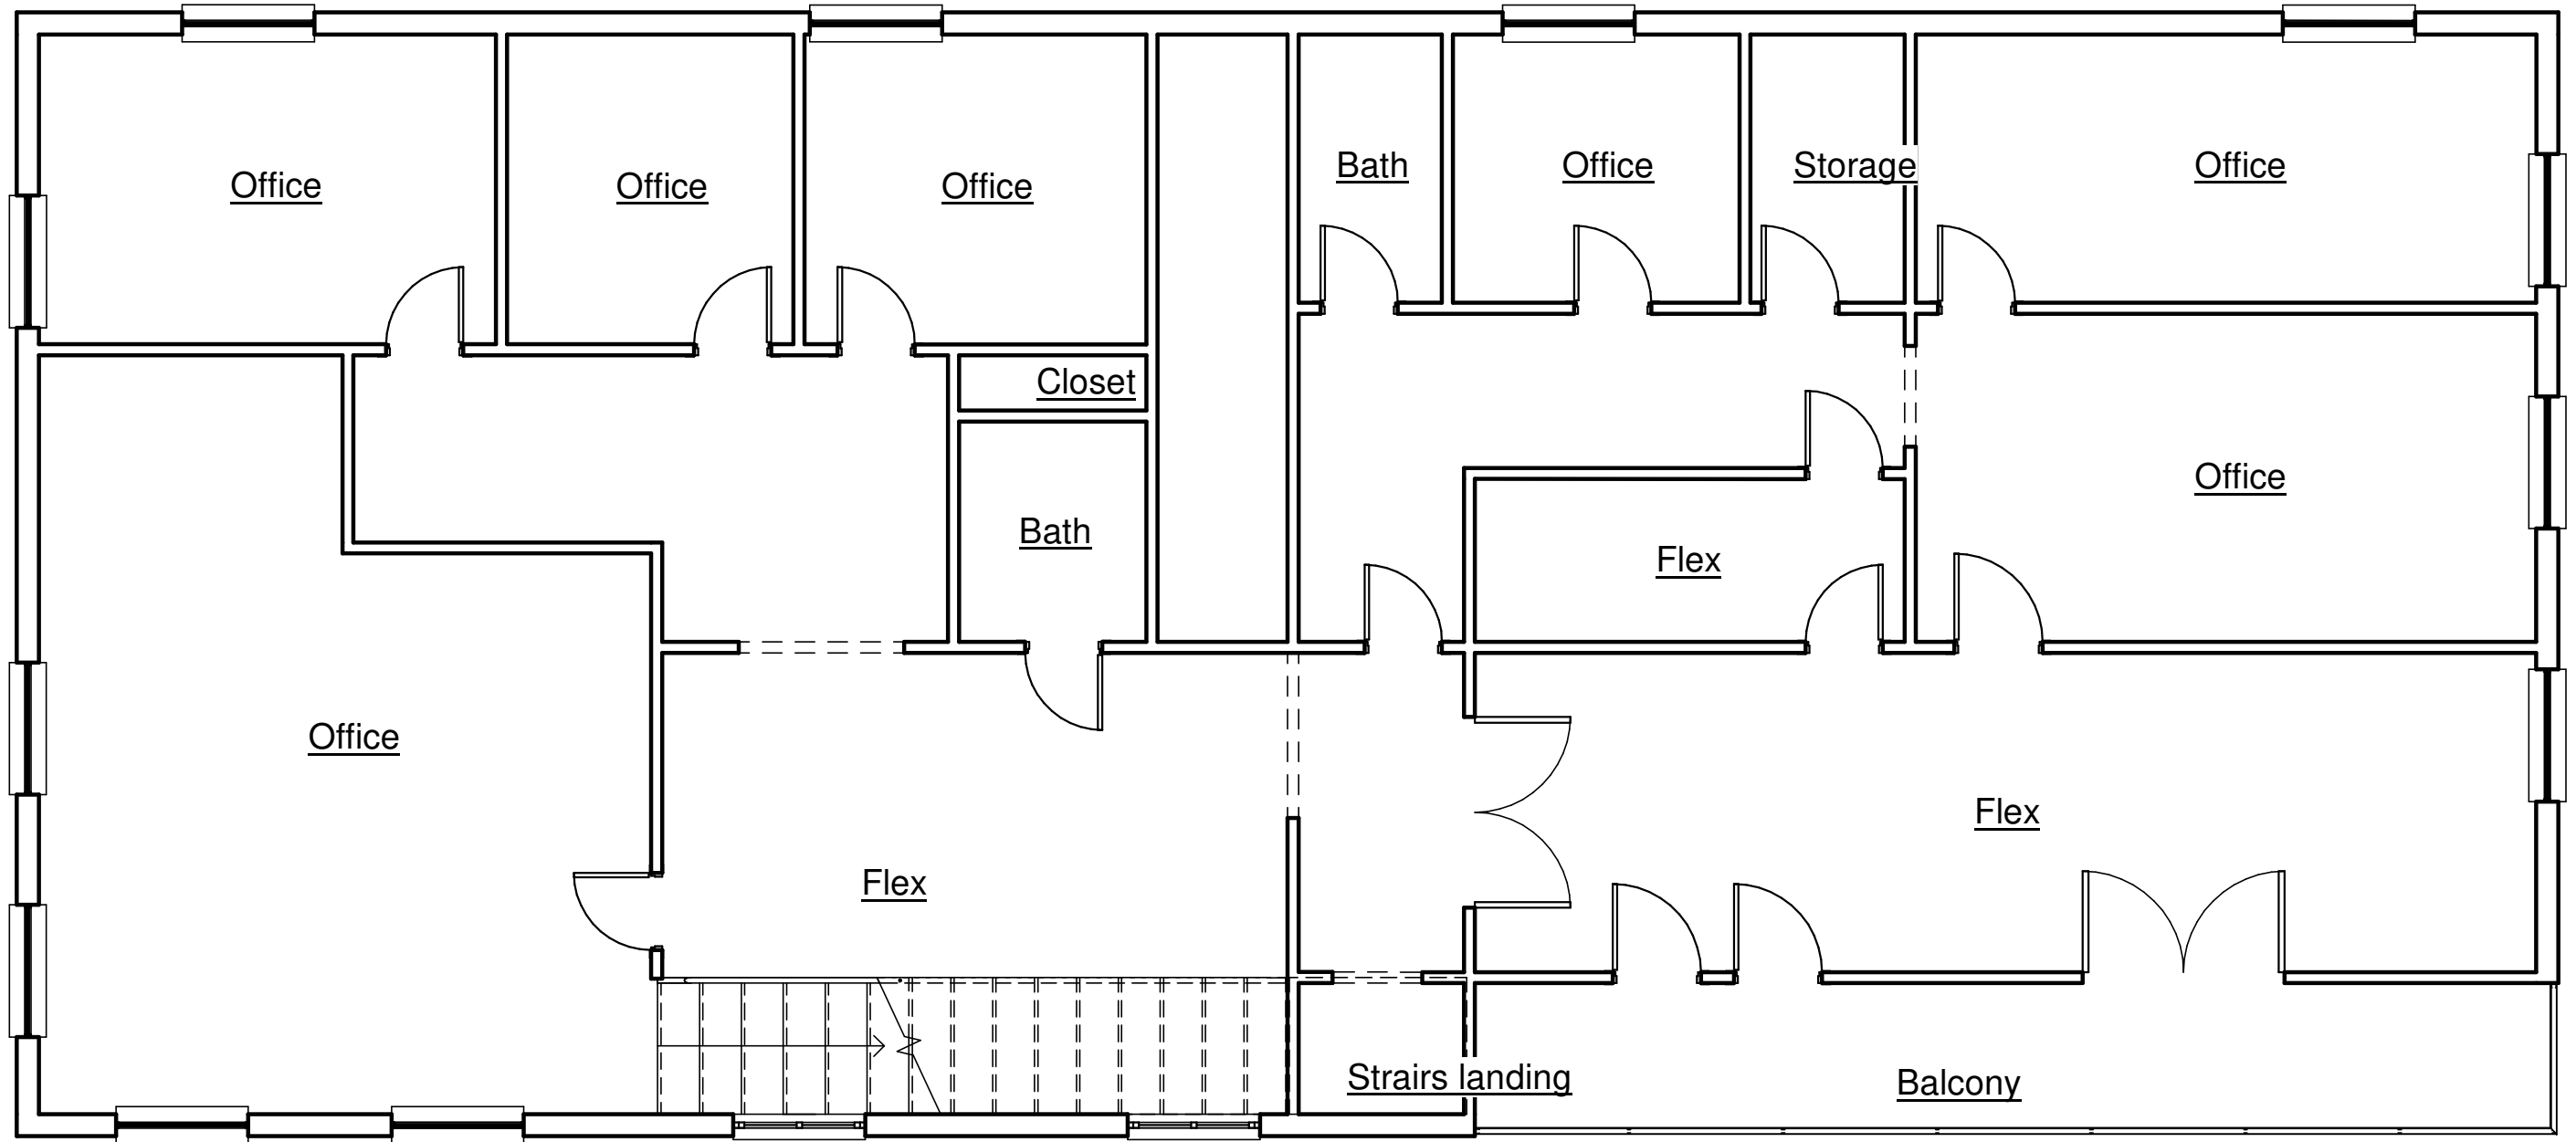 Office
Office
Office
Bath
Office
Storage
Office
Closet
Bath
Flex
Office
Office
Flex
Flex
Strairs landing
Balcony